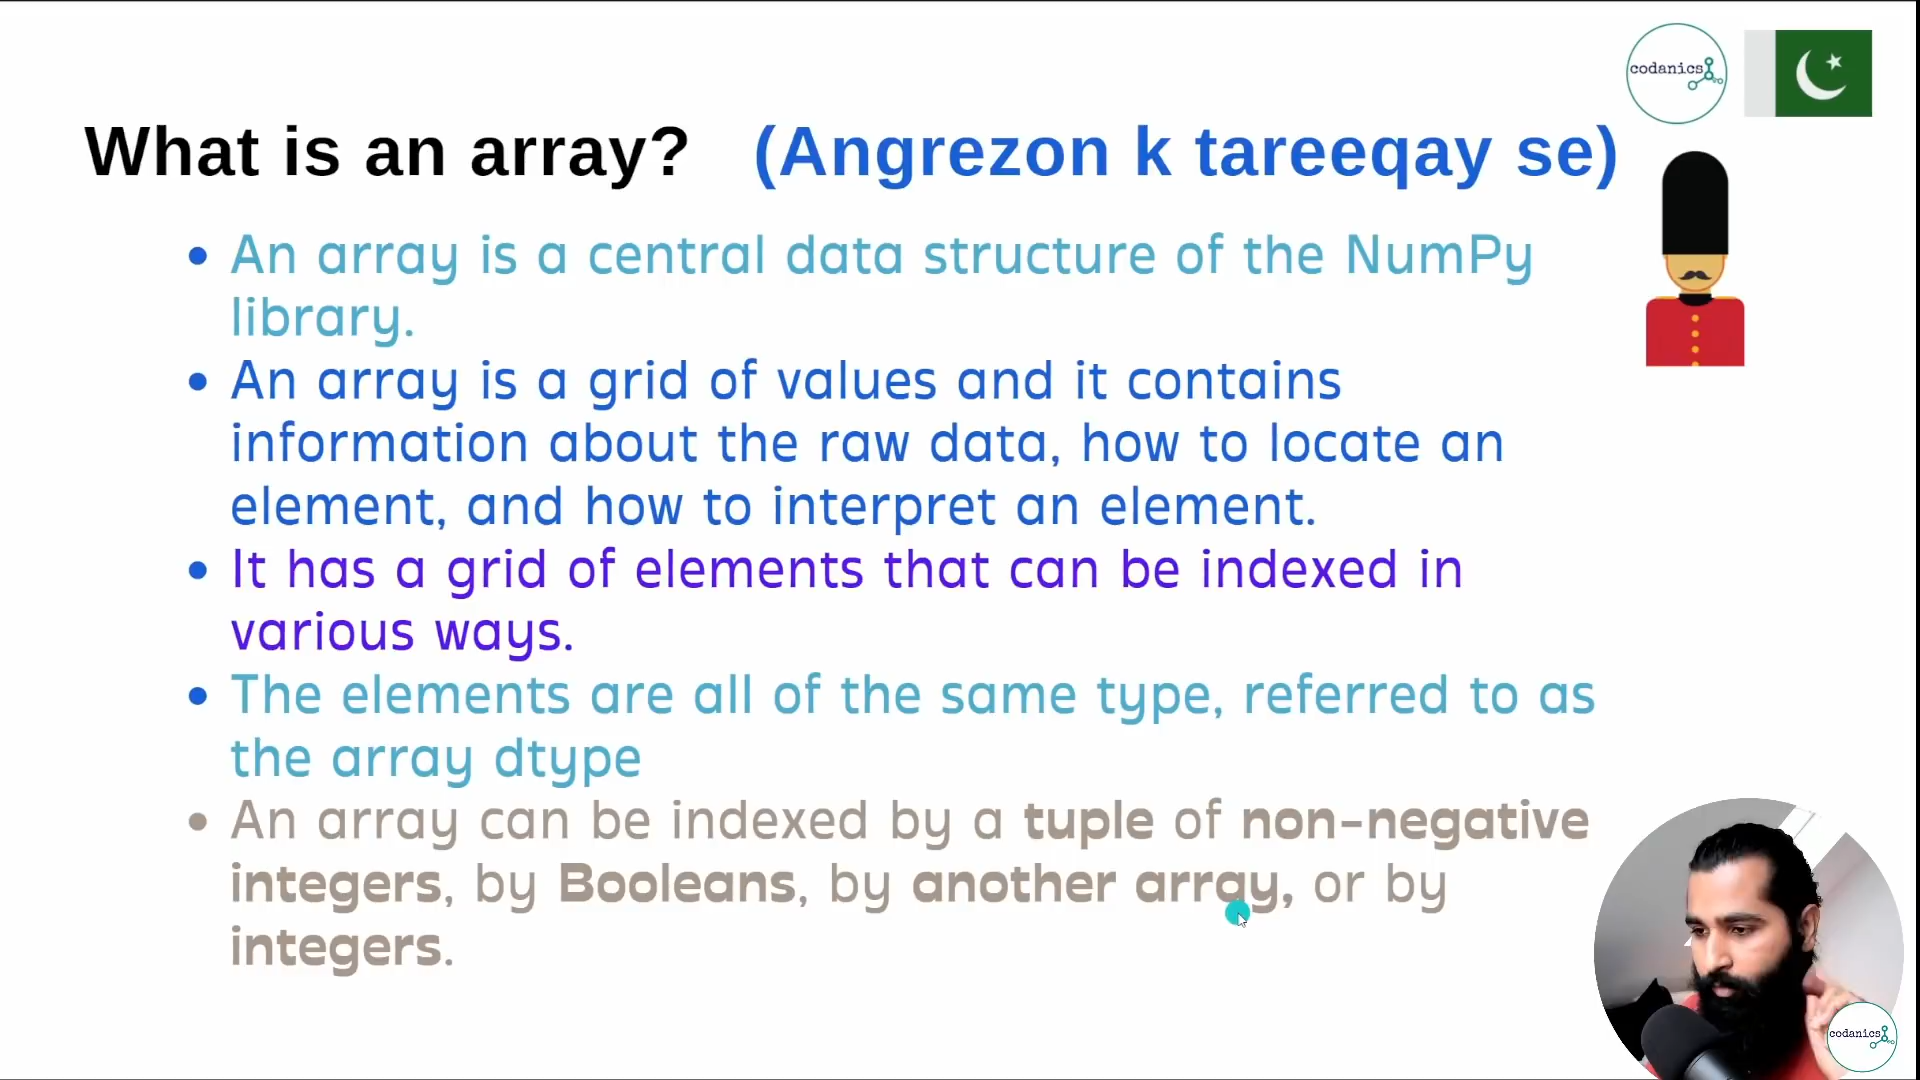 codanics
What is an array? (Angrezon k tareeqay se)
• An array is a central data structure of the NumPy
library.
• An array is a grid of values and it contains
information about the raw data, how to locate an
element, and how to interpret an element.
• It has a grid of elements that can be indexed in
various ways.
• The elements are all of the same type, referred to as
the array dtype
• An array can be indexed by a tuple of non-negative
integers, by Booleans, by another array, or by
integers.
codanics